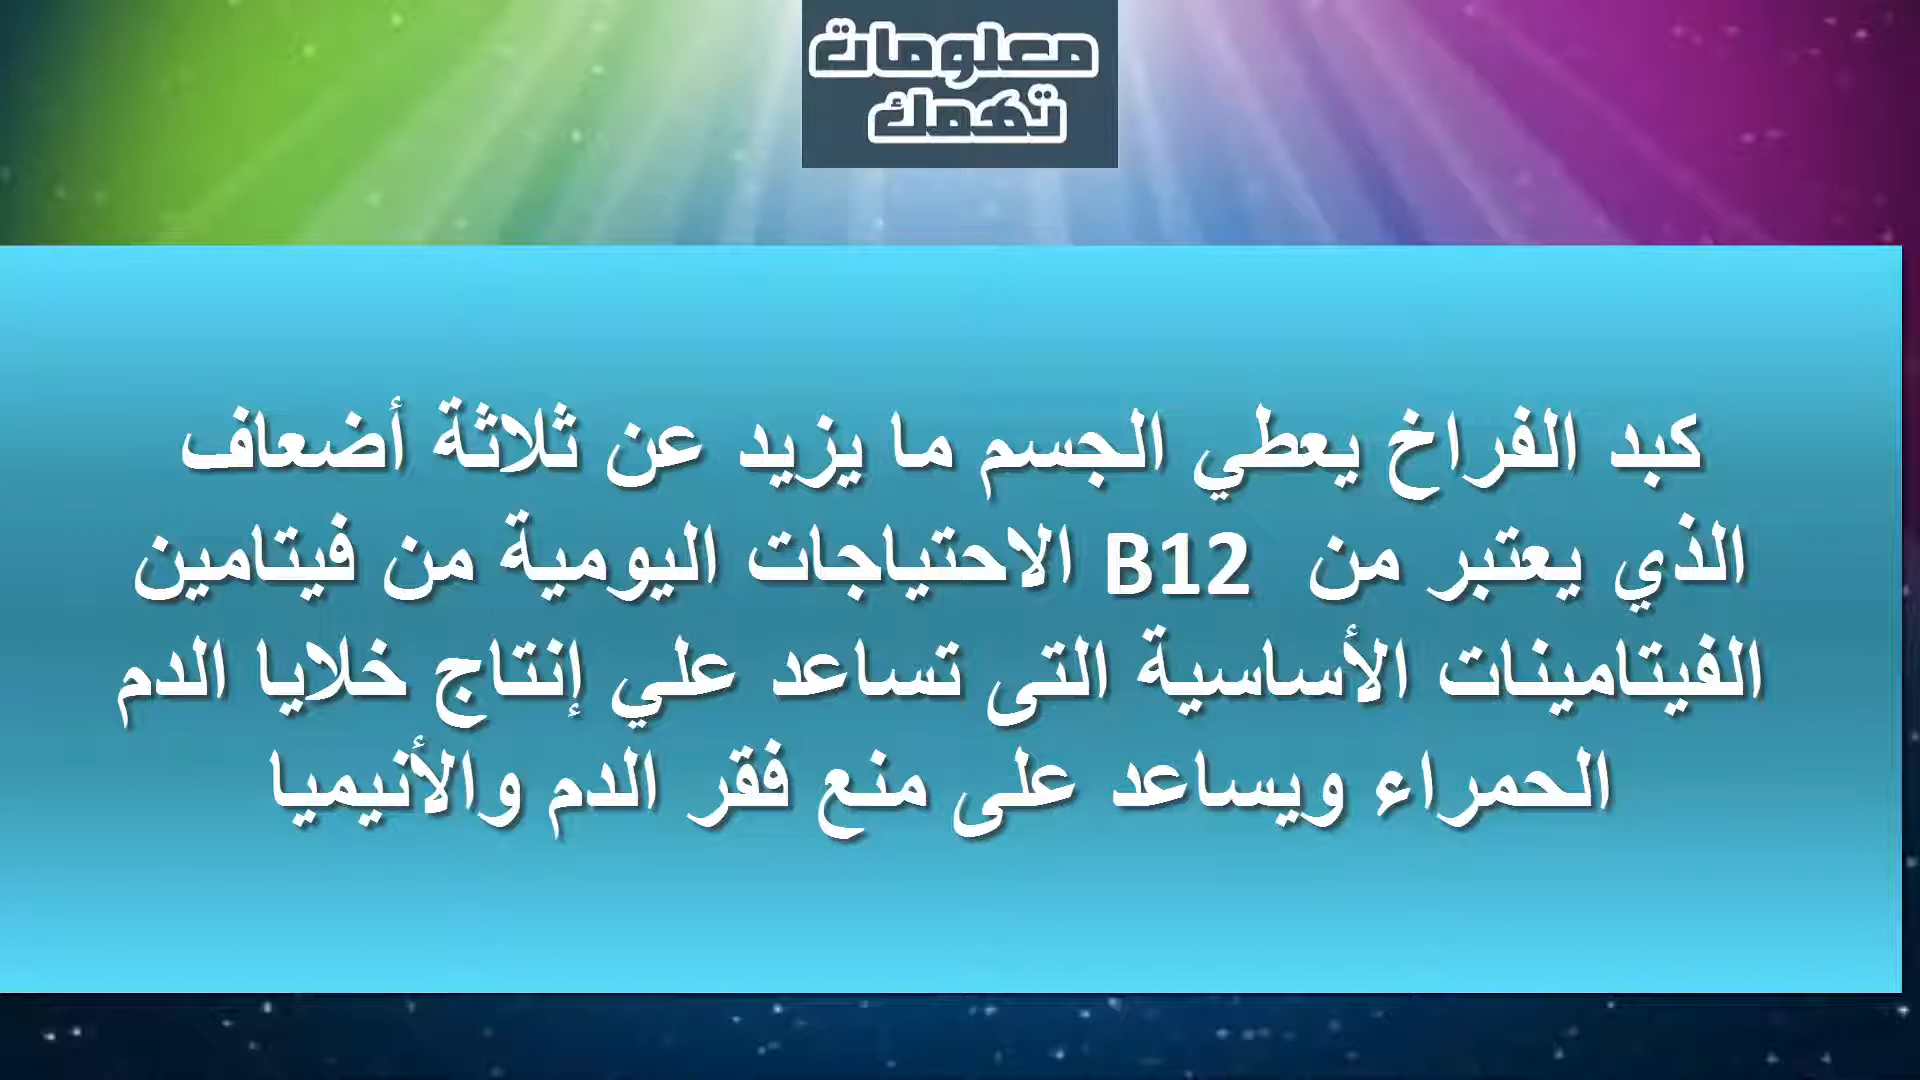 معلومات
تهمك
كبد الفراخ يعطي الجسم ما يزيد عن ثلاثة أضعاف
الذي يعتبر من B12 الاحتياجات اليومية من فيتامين
الفيتامينات الأساسية التى تساعد علي إنتاج خلايا الدم
الحمراء ويساعد على منع فقر الدم والأنيميا